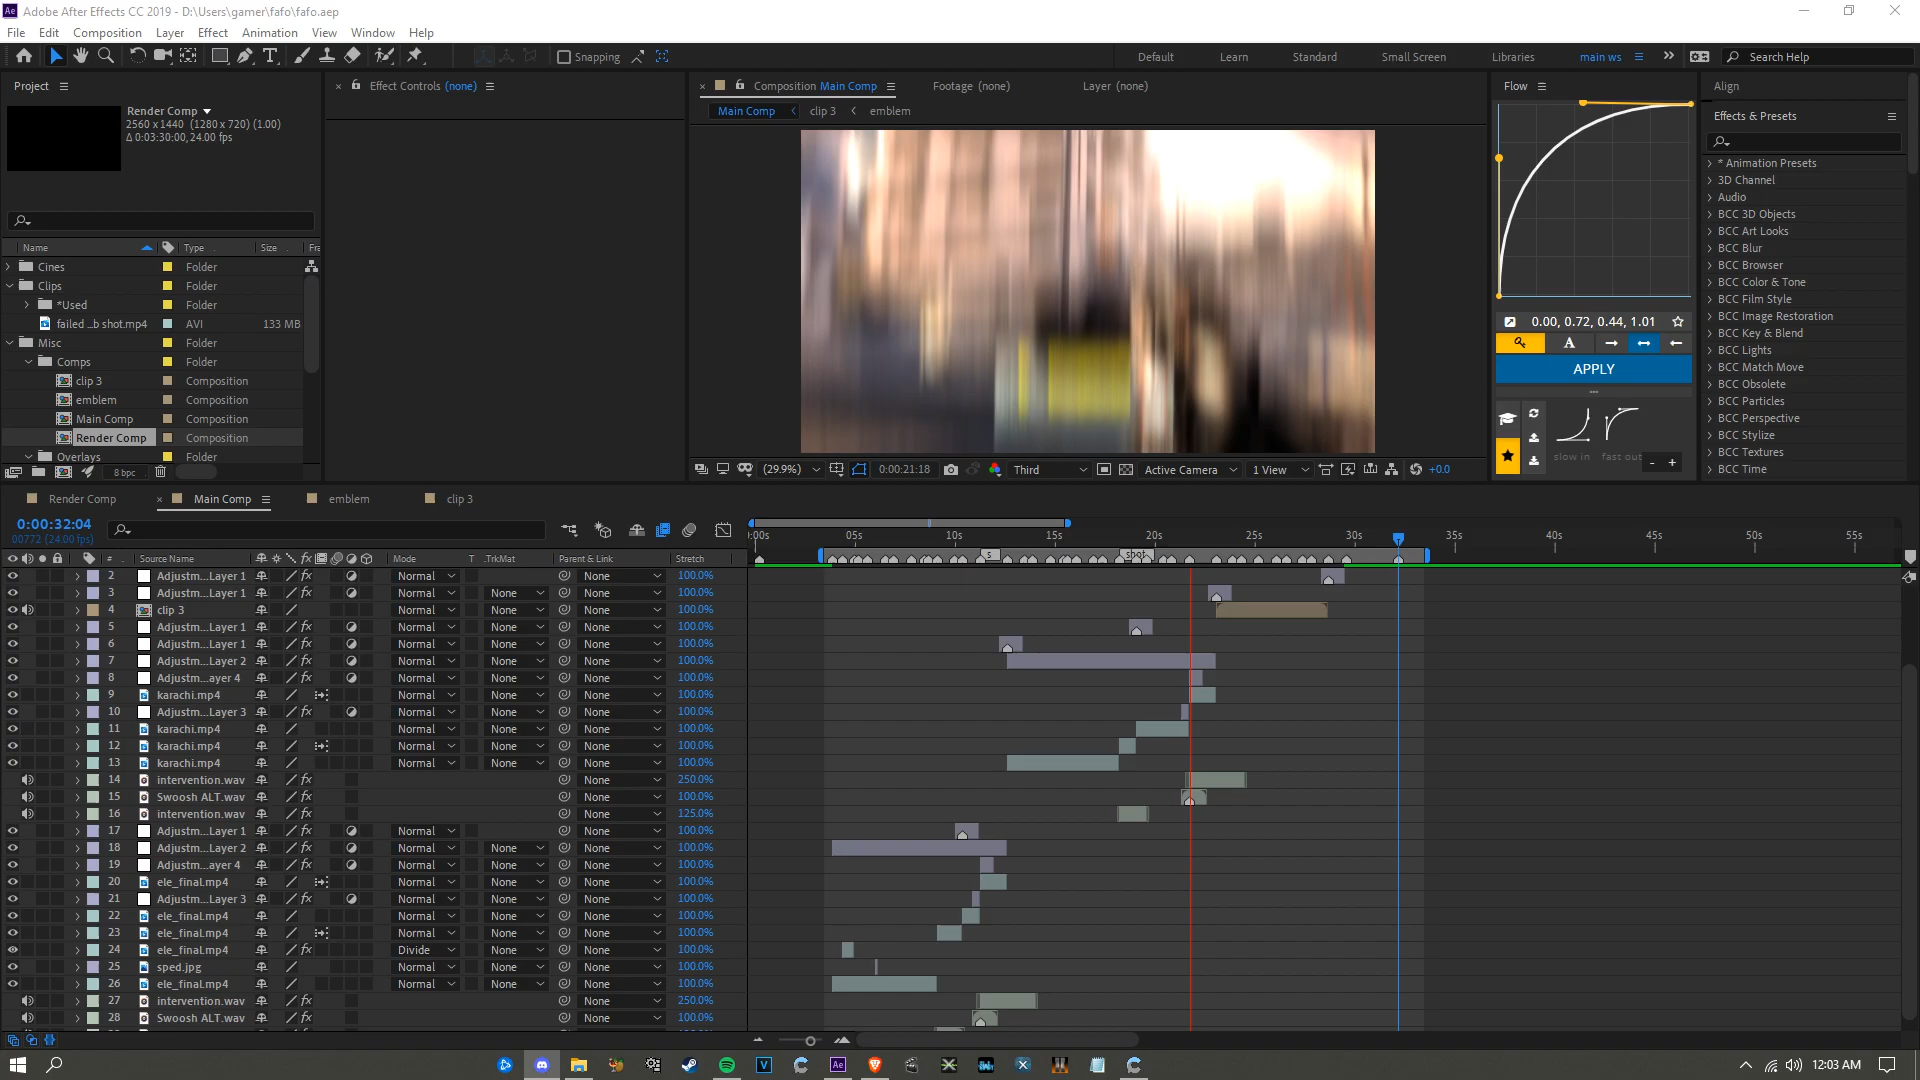 Adobe After Effects CC 2019 - D:\Users\gamer\fafo\fafo.aep
File Edit Composition Layer Effect Animation View Window Help
Snapping
Default Learn Standard Small Screen Libraries main ws Search Help
Project
Effect Controls (none)
Composition Main Comp
Footage (none)
Layer (none)
Flow
Align
Render Comp
2560 x 1440 (1280 x 720) (1.00)
Δ 0:03:30:00, 24.00 fps
Main Comp clip 3 emblem
Effects & Presets
* Animation Presets
3D Channel
Audio
BCC 3D Objects
BCC Art Looks
BCC Blur
BCC Browser
BCC Color & Tone
BCC Film Style
BCC Image Restoration
BCC Key & Blend
BCC Lights
BCC Match Move
BCC Obsolete
BCC Particles
BCC Perspective
BCC Stylize
BCC Textures
BCC Time
Name Type Size Fra
Cines Folder
Clips Folder
*Used Folder
failed ...b shot.mp4 AVI 133 MB
Misc Folder
Comps Folder
clip 3 Composition
emblem Composition
Main Comp Composition
Render Comp Composition
Overlays Folder
8 bpc
0.00, 0.72, 0.44, 1.01
A
APPLY
slow in fast out
- +
(29.9%) 0:00:21:18 Third Active Camera 1 View +0.0
Render Comp Main Comp emblem clip 3
0:00:32:04
00772 (24.00 fps)
:00s 05s 10s 15s 20s 25s 30s 35s 40s 45s 50s 55s
s shot
# Source Name Mode T .TrkMat Parent & Link Stretch
2 Adjustm...Layer 1 Normal None 100.0%
3 Adjustm...Layer 1 Normal None None 100.0%
4 clip 3 Normal None None 100.0%
5 Adjustm...Layer 1 Normal None None 100.0%
6 Adjustm...Layer 1 Normal None None 100.0%
7 Adjustm...Layer 2 Normal None None 100.0%
8 Adjustm...ayer 4 Normal None None 100.0%
9 karachi.mp4 Normal None None 100.0%
10 Adjustm...Layer 3 Normal None None 100.0%
11 karachi.mp4 Normal None None 100.0%
12 karachi.mp4 Normal None None 100.0%
13 karachi.mp4 Normal None None 100.0%
14 intervention.wav None 250.0%
15 Swoosh ALT.wav None 100.0%
16 intervention.wav None 125.0%
17 Adjustm...Layer 1 Normal None 100.0%
18 Adjustm...Layer 2 Normal None None 100.0%
19 Adjustm...ayer 4 Normal None None 100.0%
20 ele_final.mp4 Normal None None 100.0%
21 Adjustm...Layer 3 Normal None None 100.0%
22 ele_final.mp4 Normal None None 100.0%
23 ele_final.mp4 Normal None None 100.0%
24 ele_final.mp4 Divide None None 100.0%
25 sped.jpg Normal None None 100.0%
26 ele_final.mp4 Normal None None 100.0%
27 intervention.wav None 250.0%
28 Swoosh ALT.wav None 100.0%
12:03 AM